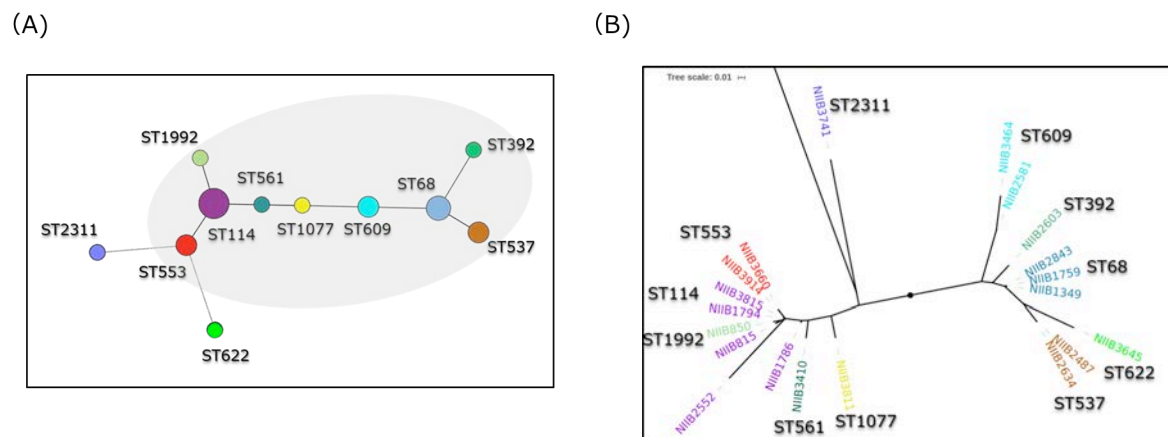 (A)
ST1992
ST392
ST561
ST68
ST2311
ST1077
ST609
ST114
ST537
ST553
ST622
(B)
Tree scale: 0.01
NIIB3741
ST2311
NIIB3464
NIIB2581
ST609
NIIB2603
ST392
NIIB2843
NIIB1759
NIIB1349
ST68
ST553
NIIB3660
NIIB3914
ST114
NIIB3815
NIIB1794
ST1992
NIIB850
NIIB815
NIIB2552
NIIB1786
NIIB3410
ST561
NIIB3811
ST1077
NIIB3645
ST622
NIIB2487
NIIB2634
ST537